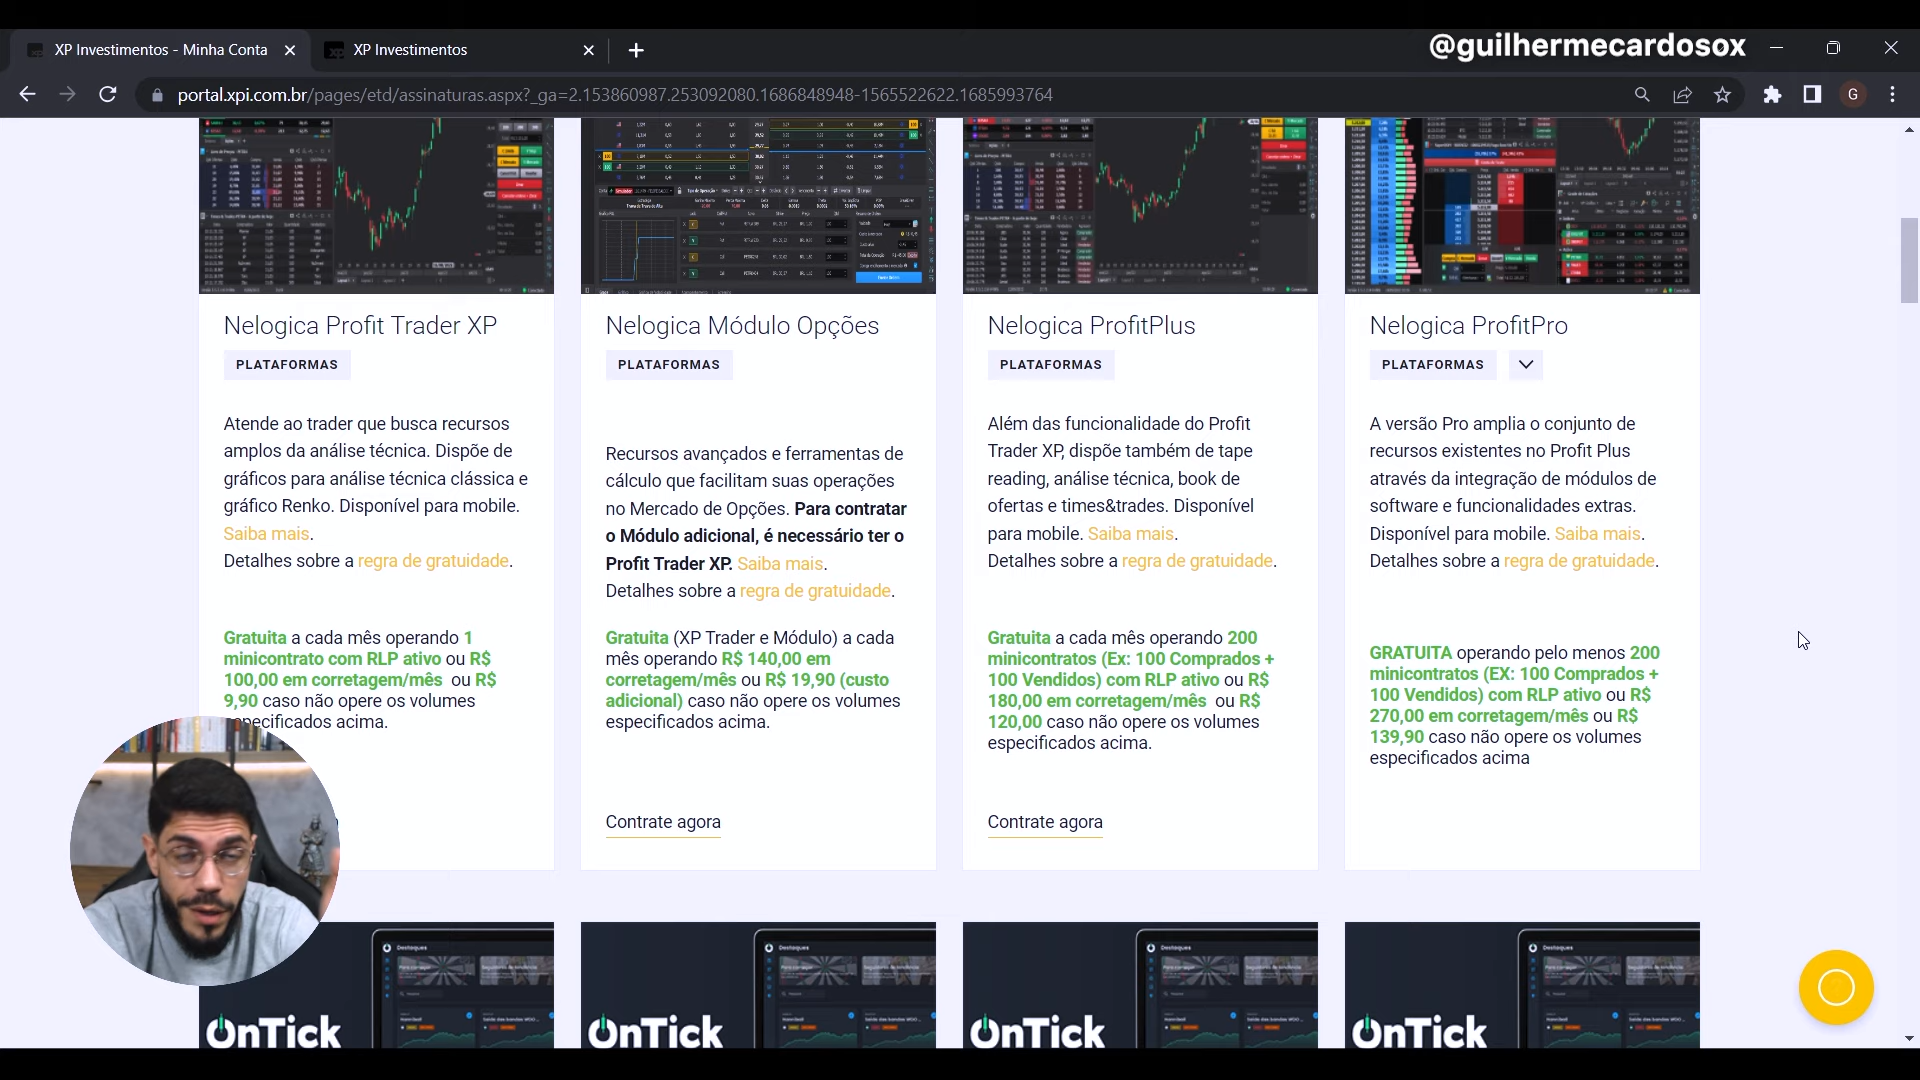 @guilhermecardosox
XP Investimentos - Minha Conta
XP Investimentos
portal.xpi.com.br/pages/etd/assinaturas.aspx?_ga=2.153860987.253092080.1686848948-1565522622.1685993764
G
Nelogica Profit Trader XP
PLATAFORMAS
Atende ao trader que busca recursos
amplos da análise técnica. Dispõe de
gráficos para análise técnica clássica e
gráfico Renko. Disponível para mobile.
Saiba mais.
Detalhes sobre a regra de gratuidade.
Gratuita a cada mês operando 1
minicontrato com RLP ativo ou R$
100,00 em corretagem/mês ou R$
9,90 caso não opere os volumes
especificados acima.
Nelogica Módulo Opções
PLATAFORMAS
Recursos avançados e ferramentas de
cálculo que facilitam suas operações
no Mercado de Opções. Para contratar
o Módulo adicional, é necessário ter o
Profit Trader XP. Saiba mais.
Detalhes sobre a regra de gratuidade.
Gratuita (XP Trader e Módulo) a cada
mês operando R$ 140,00 em
corretagem/mês ou R$ 19,90 (custo
adicional) caso não opere os volumes
especificados acima.
Contrate agora
Nelogica ProfitPlus
PLATAFORMAS
Além das funcionalidade do Profit
Trader XP, dispõe também de tape
reading, análise técnica, book de
ofertas e times&trades. Disponível
para mobile. Saiba mais.
Detalhes sobre a regra de gratuidade.
Gratuita a cada mês operando 200
minicontratos (Ex: 100 Comprados +
100 Vendidos) com RLP ativo ou R$
180,00 em corretagem/mês ou R$
120,00 caso não opere os volumes
especificados acima.
Contrate agora
Nelogica ProfitPro
PLATAFORMAS
A versão Pro amplia o conjunto de
recursos existentes no Profit Plus
através da integração de módulos de
software e funcionalidades extras.
Disponível para mobile. Saiba mais.
Detalhes sobre a regra de gratuidade.
GRATUITA operando pelo menos 200
minicontratos (EX: 100 Comprados +
100 Vendidos) com RLP ativo ou R$
270,00 em corretagem/mês ou R$
139,90 caso não opere os volumes
especificados acima
Destaques
OnTick
Destaques
OnTick
Destaques
OnTick
Destaques
OnTick